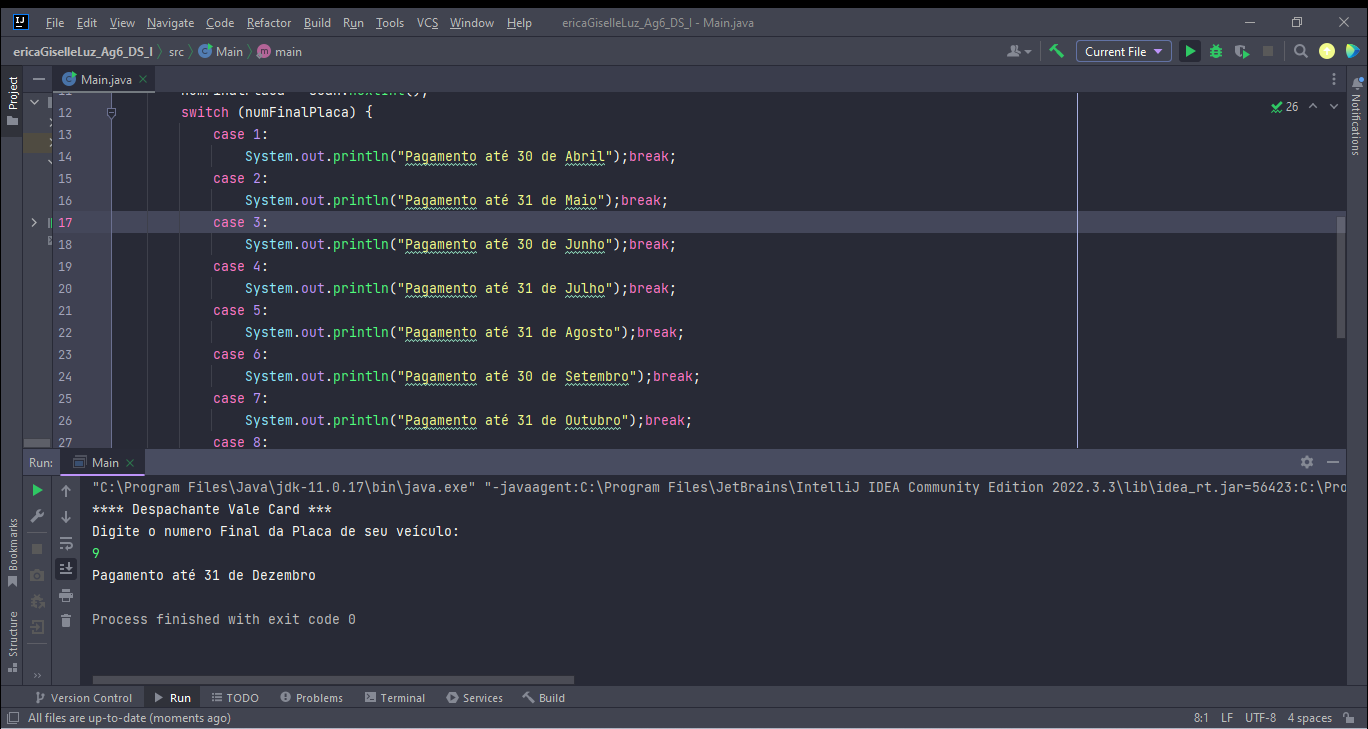 File Edit View Navigate Code Refactor Build Run Tools VCS Window Help ericaGiselleLuz_Ag6_DS_I - Main.java
ericaGiselleLuz_Ag6_DS_I src Main main Current File
Project
Main.java
12 switch (numFinalPlaca) {
13 case 1:
14 System.out.println("Pagamento até 30 de Abril");break;
15 case 2:
16 System.out.println("Pagamento até 31 de Maio");break;
17 case 3:
18 System.out.println("Pagamento até 30 de Junho");break;
19 case 4:
20 System.out.println("Pagamento até 31 de Julho");break;
21 case 5:
22 System.out.println("Pagamento até 31 de Agosto");break;
23 case 6:
24 System.out.println("Pagamento até 30 de Setembro");break;
25 case 7:
26 System.out.println("Pagamento até 31 de Outubro");break;
27 case 8:
26
Notifications
Run: Main
"C:\Program Files\Java\jdk-11.0.17\bin\java.exe" "-javaagent:C:\Program Files\JetBrains\IntelliJ IDEA Community Edition 2022.3.3\lib\idea_rt.jar=56423:C:\Pro
**** Despachante Vale Card ***
Digite o numero Final da Placa de seu veículo:
9
Pagamento até 31 de Dezembro
Process finished with exit code 0
Bookmarks
Structure
Version Control Run TODO Problems Terminal Services Build
All files are up-to-date (moments ago) 8:1 LF UTF-8 4 spaces